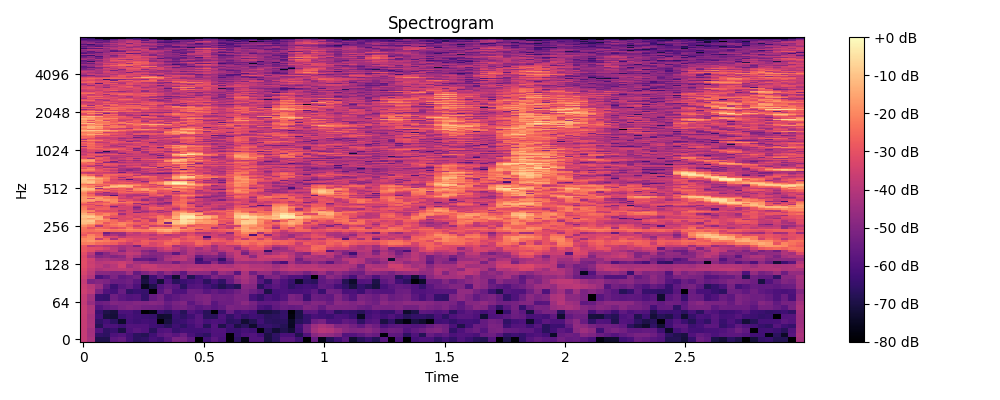 Spectrogram
+0 dB
4096
-10 dB
2048
-20 dB
1024
-30 dB
512
-40 dB
256
-50 dB
128
-60 dB
64
-70 dB
0
-80 dB
Hz
0 0.5 1 1.5 2 2.5
Time